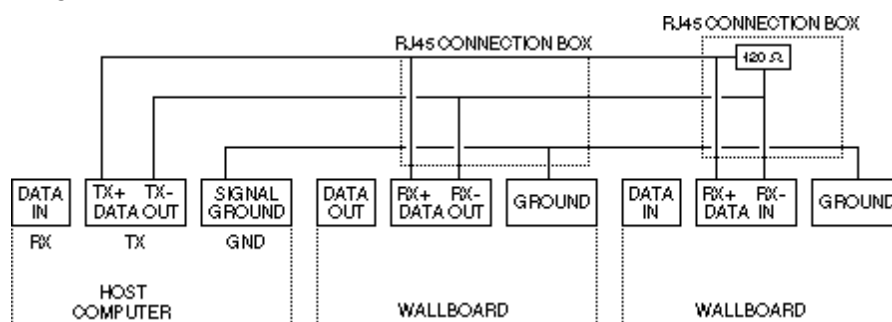 RJ45 CONNECTION BOX
RJ45 CONNECTION BOX
120 Ω
DATA IN
TX+ TX-
DATA OUT
SIGNAL GROUND
DATA OUT
RX+ RX-
DATA OUT
GROUND
DATA IN
RX+ RX-
DATA IN
GROUND
RX
TX
GND
HOST COMPUTER
WALLBOARD
WALLBOARD